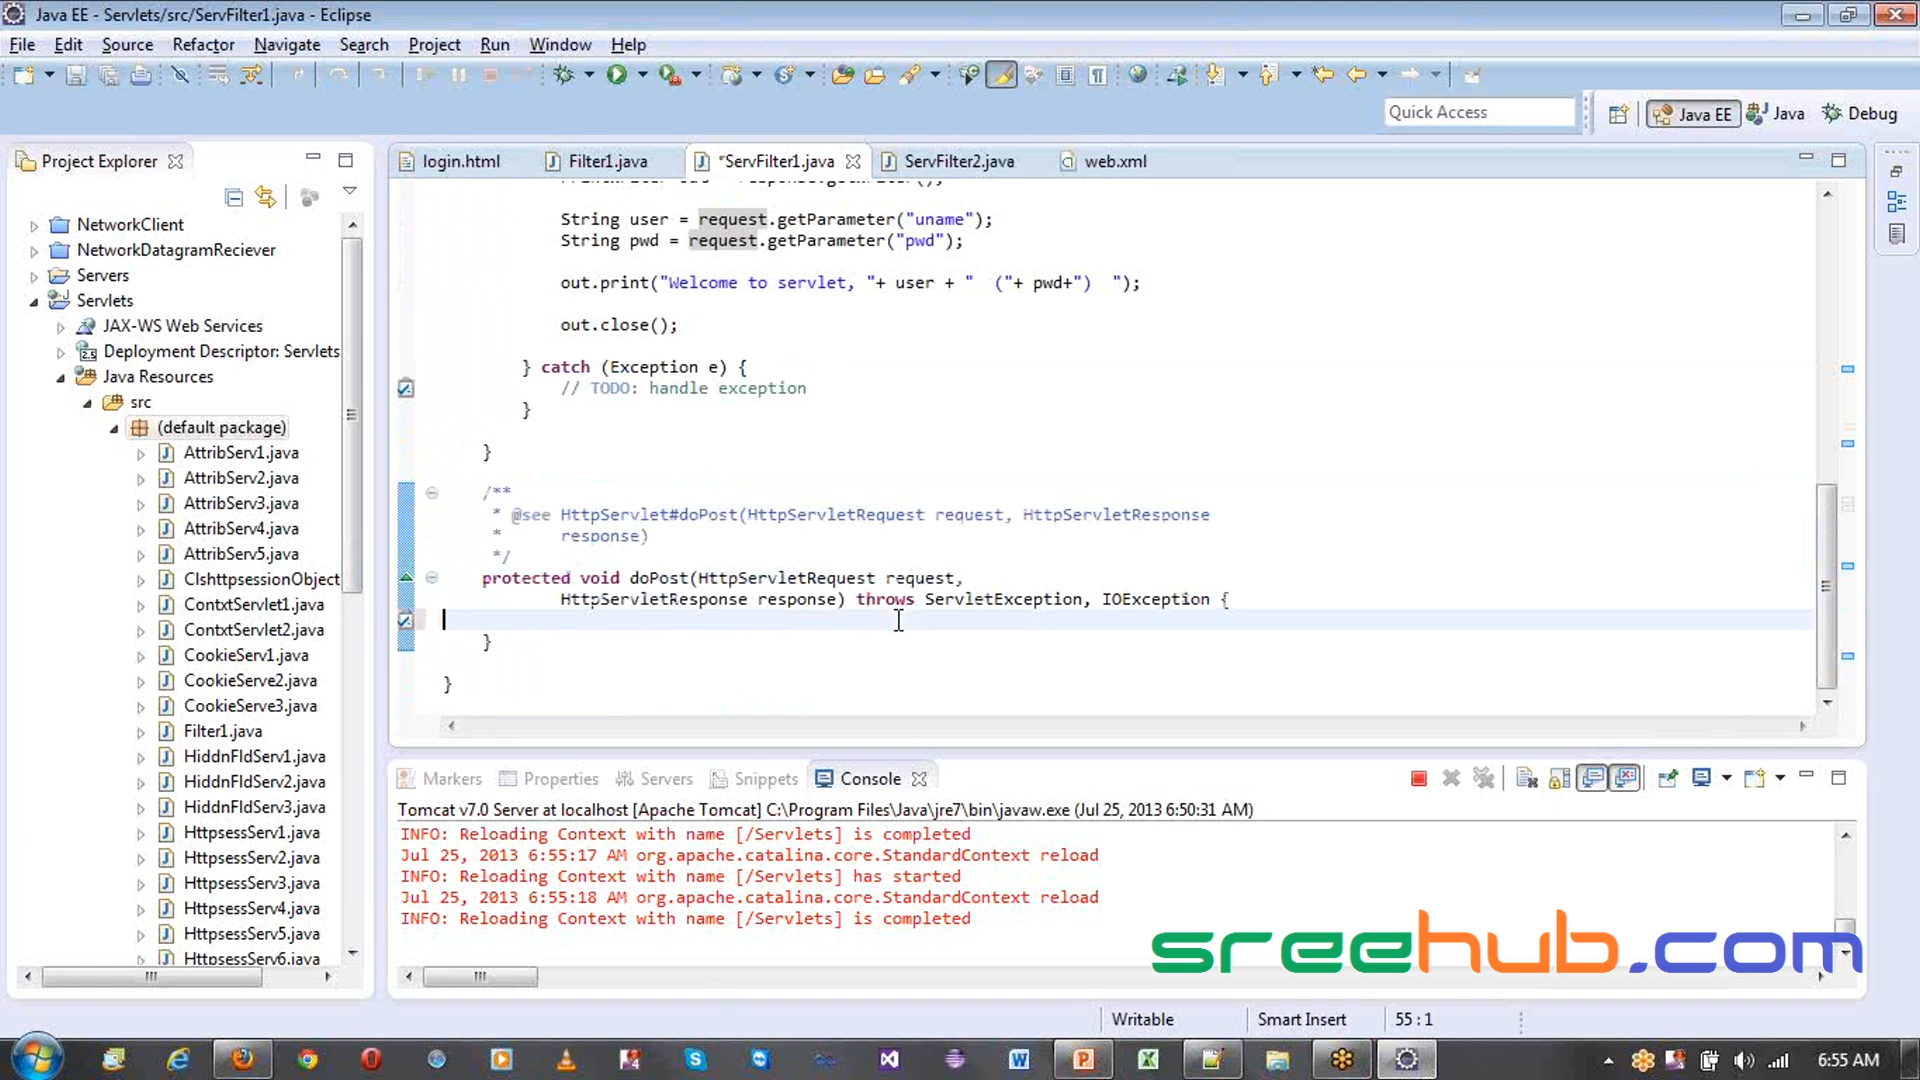 Java EE - Servlets/src/ServFilter1.java - Eclipse
File Edit Source Refactor Navigate Search Project Run Window Help
Quick Access
Java EE Java Debug
Project Explorer
login.html Filter1.java *ServFilter1.java ServFilter2.java web.xml
NetworkClient
NetworkDatagramReciever
Servers
Servlets
JAX-WS Web Services
Deployment Descriptor: Servlets
Java Resources
src
(default package)
AttribServ1.java
AttribServ2.java
AttribServ3.java
AttribServ4.java
AttribServ5.java
ClshttpsessionObject
ContxtServlet1.java
ContxtServlet2.java
CookieServ1.java
CookieServe2.java
CookieServe3.java
Filter1.java
HiddnFldServ1.java
HiddnFldServ2.java
HiddnFldServ3.java
HttpsessServ1.java
HttpsessServ2.java
HttpsessServ3.java
HttpsessServ4.java
HttpsessServ5.java
HttpsessServ6.java
String user = request.getParameter("uname");
String pwd = request.getParameter("pwd");
out.print("Welcome to servlet, "+ user + "  ("+ pwd+")  ");
out.close();
} catch (Exception e) {
// TODO: handle exception
}
}
/**
* @see HttpServlet#doPost(HttpServletRequest request, HttpServletResponse
*      response)
*/
protected void doPost(HttpServletRequest request,
HttpServletResponse response) throws ServletException, IOException {
}
}
Markers Properties Servers Snippets Console
Tomcat v7.0 Server at localhost [Apache Tomcat] C:\Program Files\Java\jre7\bin\javaw.exe (Jul 25, 2013 6:50:31 AM)
INFO: Reloading Context with name [/Servlets] is completed
Jul 25, 2013 6:55:17 AM org.apache.catalina.core.StandardContext reload
INFO: Reloading Context with name [/Servlets] has started
Jul 25, 2013 6:55:18 AM org.apache.catalina.core.StandardContext reload
INFO: Reloading Context with name [/Servlets] is completed
sreehub.com
Writable Smart Insert 55 : 1
6:55 AM